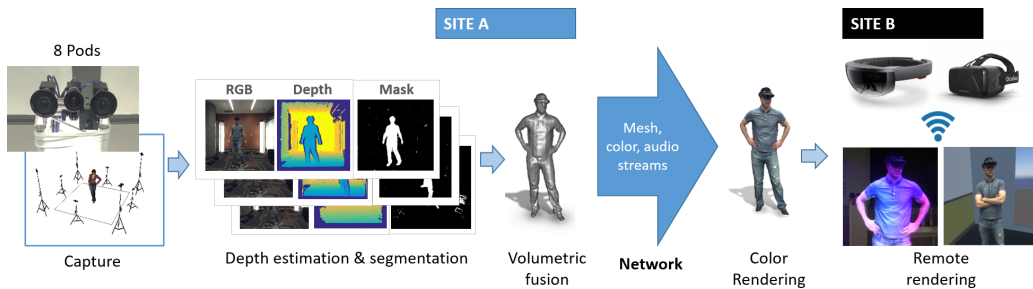 SITE A
SITE B
8 Pods
RGB
Depth
Mask
Mesh,
color, audio
streams
Oculus
Capture
Depth estimation & segmentation
Volumetric
fusion
Network
Color
Rendering
Remote
rendering